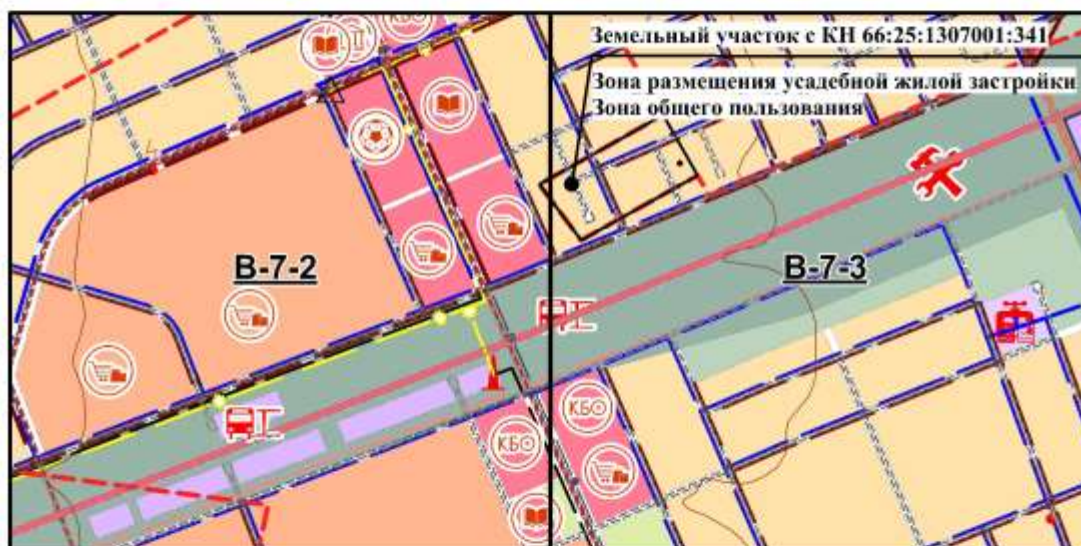 КБО
Земельный участок с КН 66:25:1307001:341
Зона размещения усадебной жилой застройки
Зона общего пользования
В-7-2
В-7-3
КБО
КБО